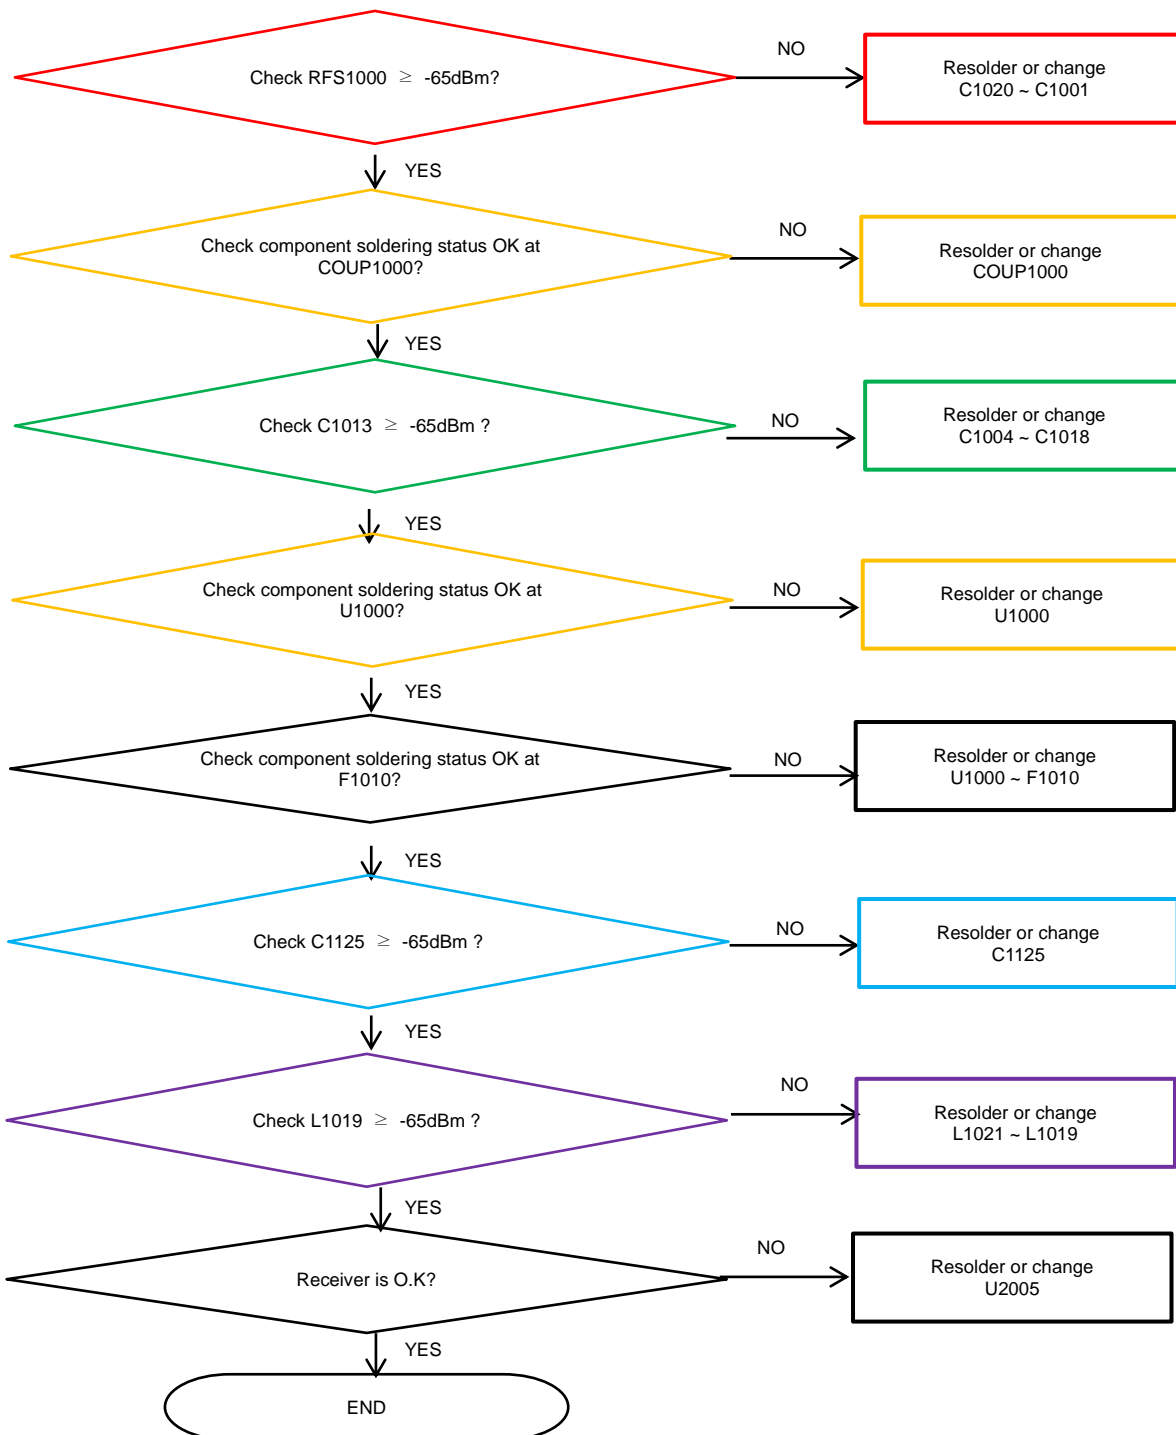 Check RFS1000 ≥ -65dBm?
NO
Resolder or change
C1020 ~ C1001
YES
Check component soldering status OK at
COUP1000?
NO
Resolder or change
COUP1000
YES
Check C1013 ≥ -65dBm ?
NO
Resolder or change
C1004 ~ C1018
YES
Check component soldering status OK at
U1000?
NO
Resolder or change
U1000
YES
Check component soldering status OK at
F1010?
NO
Resolder or change
U1000 ~ F1010
YES
Check C1125 ≥ -65dBm ?
NO
Resolder or change
C1125
YES
Check L1019 ≥ -65dBm ?
NO
Resolder or change
L1021 ~ L1019
YES
Receiver is O.K?
NO
Resolder or change
U2005
YES
END